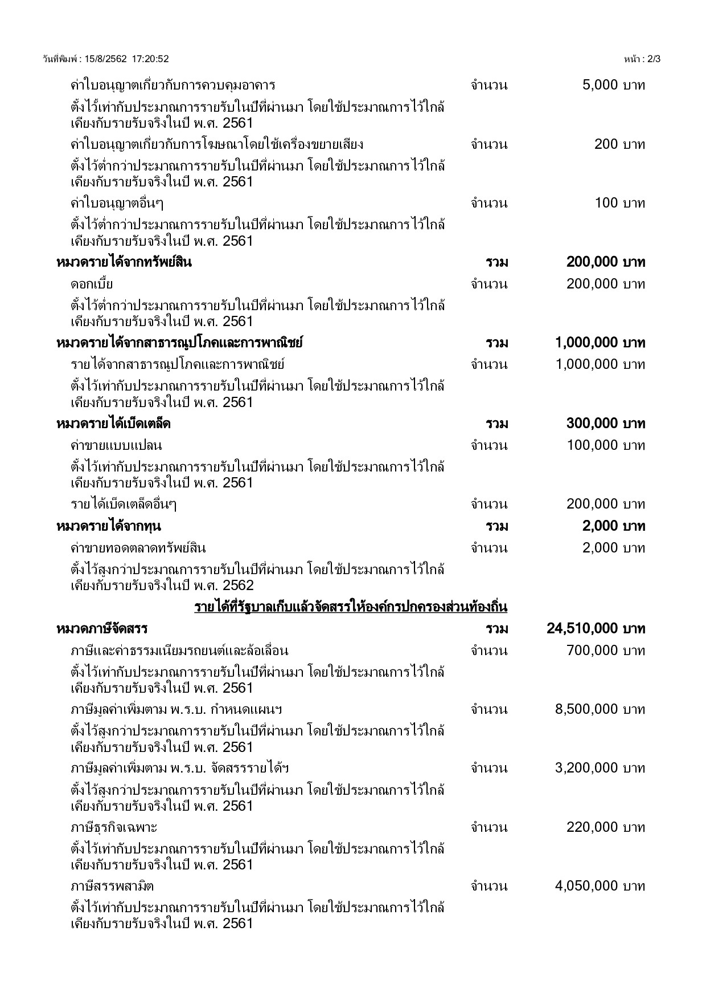 วันที่พิมพ์ : 15/8/2562 17:20:52 หน้า : 2/3
ค่าใบอนุญาตเกี่ยวกับการควบคุมอาคาร จำนวน 5,000 บาท
ตั้งไว้เท่ากับประมาณการรายรับในปีที่ผ่านมา โดยใช้ประมาณการไว้ใกล้
เคียงกับรายรับจริงในปี พ.ศ. 2561
ค่าใบอนุญาตเกี่ยวกับการโฆษณาโดยใช้เครื่องขยายเสียง จำนวน 200 บาท
ตั้งไว้ต่ำกว่าประมาณการรายรับในปีที่ผ่านมา โดยใช้ประมาณการไว้ใกล้
เคียงกับรายรับจริงในปี พ.ศ. 2561
ค่าใบอนุญาตอื่นๆ จำนวน 100 บาท
ตั้งไว้ต่ำกว่าประมาณการรายรับในปีที่ผ่านมา โดยใช้ประมาณการไว้ใกล้
เคียงกับรายรับจริงในปี พ.ศ. 2561
หมวดรายได้จากทรัพย์สิน รวม 200,000 บาท
ดอกเบี้ย จำนวน 200,000 บาท
ตั้งไว้ต่ำกว่าประมาณการรายรับในปีที่ผ่านมา โดยใช้ประมาณการไว้ใกล้
เคียงกับรายรับจริงในปี พ.ศ. 2561
หมวดรายได้จากสาธารณูปโภคและการพาณิชย์ รวม 1,000,000 บาท
รายได้จากสาธารณูปโภคและการพาณิชย์ จำนวน 1,000,000 บาท
ตั้งไว้เท่ากับประมาณการรายรับในปีที่ผ่านมา โดยใช้ประมาณการไว้ใกล้
เคียงกับรายรับจริงในปี พ.ศ. 2561
หมวดรายได้เบ็ดเตล็ด รวม 300,000 บาท
ค่าขายแบบแปลน จำนวน 100,000 บาท
ตั้งไว้เท่ากับประมาณการรายรับในปีที่ผ่านมา โดยใช้ประมาณการไว้ใกล้
เคียงกับรายรับจริงในปี พ.ศ. 2561
รายได้เบ็ดเตล็ดอื่นๆ จำนวน 200,000 บาท
หมวดรายได้จากทุน รวม 2,000 บาท
ค่าขายทอดตลาดทรัพย์สิน จำนวน 2,000 บาท
ตั้งไว้สูงกว่าประมาณการรายรับในปีที่ผ่านมา โดยใช้ประมาณการไว้ใกล้
เคียงกับรายรับจริงในปี พ.ศ. 2562
รายได้ที่รัฐบาลเก็บแล้วจัดสรรให้องค์กรปกครองส่วนท้องถิ่น
หมวดภาษีจัดสรร รวม 24,510,000 บาท
ภาษีและค่าธรรมเนียมรถยนต์และล้อเลื่อน จำนวน 700,000 บาท
ตั้งไว้เท่ากับประมาณการรายรับในปีที่ผ่านมา โดยใช้ประมาณการไว้ใกล้
เคียงกับรายรับจริงในปี พ.ศ. 2561
ภาษีมูลค่าเพิ่มตาม พ.ร.บ. กำหนดแผนฯ จำนวน 8,500,000 บาท
ตั้งไว้สูงกว่าประมาณการรายรับในปีที่ผ่านมา โดยใช้ประมาณการไว้ใกล้
เคียงกับรายรับจริงในปี พ.ศ. 2561
ภาษีมูลค่าเพิ่มตาม พ.ร.บ. จัดสรรรายได้ฯ จำนวน 3,200,000 บาท
ตั้งไว้สูงกว่าประมาณการรายรับในปีที่ผ่านมา โดยใช้ประมาณการไว้ใกล้
เคียงกับรายรับจริงในปี พ.ศ. 2561
ภาษีธุรกิจเฉพาะ จำนวน 220,000 บาท
ตั้งไว้เท่ากับประมาณการรายรับในปีที่ผ่านมา โดยใช้ประมาณการไว้ใกล้
เคียงกับรายรับจริงในปี พ.ศ. 2561
ภาษีสรรพสามิต จำนวน 4,050,000 บาท
ตั้งไว้เท่ากับประมาณการรายรับในปีที่ผ่านมา โดยใช้ประมาณการไว้ใกล้
เคียงกับรายรับจริงในปี พ.ศ. 2561